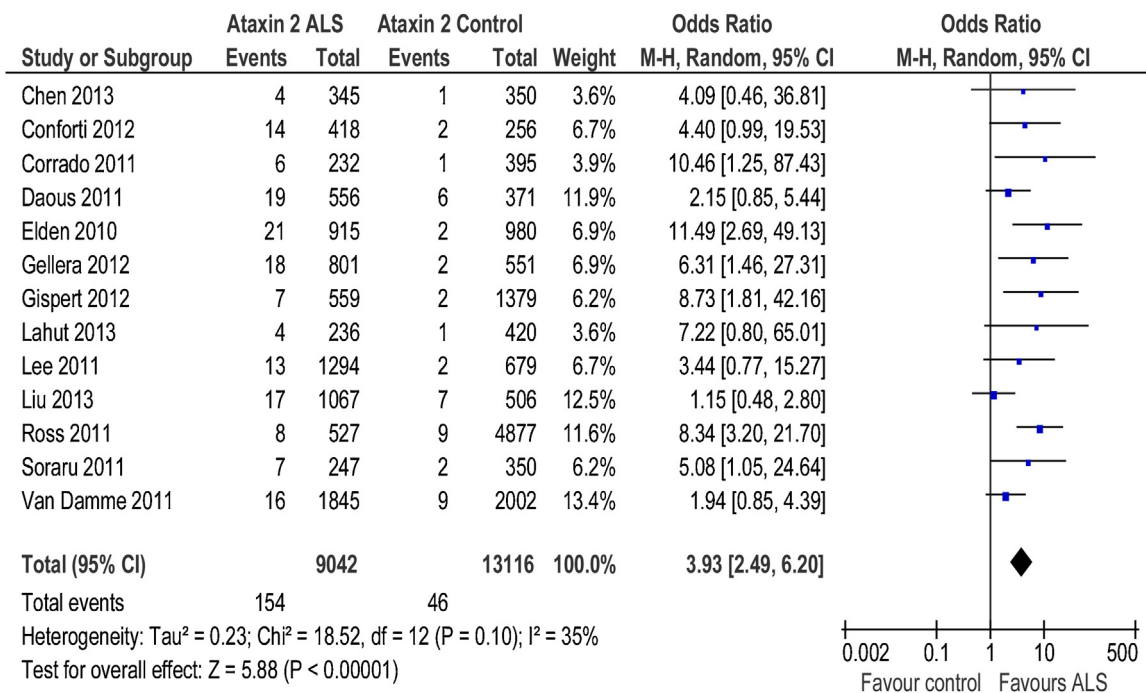 Ataxin 2 ALS Ataxin 2 Control Odds Ratio Odds Ratio
Study or Subgroup Events Total Events Total Weight M-H, Random, 95% CI M-H, Random, 95% CI
Chen 2013 4 345 1 350 3.6% 4.09 [0.46, 36.81]
Conforti 2012 14 418 2 256 6.7% 4.40 [0.99, 19.53]
Corrado 2011 6 232 1 395 3.9% 10.46 [1.25, 87.43]
Daous 2011 19 556 6 371 11.9% 2.15 [0.85, 5.44]
Elden 2010 21 915 2 980 6.9% 11.49 [2.69, 49.13]
Gellera 2012 18 801 2 551 6.9% 6.31 [1.46, 27.31]
Gispert 2012 7 559 2 1379 6.2% 8.73 [1.81, 42.16]
Lahut 2013 4 236 1 420 3.6% 7.22 [0.80, 65.01]
Lee 2011 13 1294 2 679 6.7% 3.44 [0.77, 15.27]
Liu 2013 17 1067 7 506 12.5% 1.15 [0.48, 2.80]
Ross 2011 8 527 9 4877 11.6% 8.34 [3.20, 21.70]
Soraru 2011 7 247 2 350 6.2% 5.08 [1.05, 24.64]
Van Damme 2011 16 1845 9 2002 13.4% 1.94 [0.85, 4.39]
Total (95% CI) 9042 13116 100.0% 3.93 [2.49, 6.20]
Total events 154 46
Heterogeneity: Tau² = 0.23; Chi² = 18.52, df = 12 (P = 0.10); I² = 35%
Test for overall effect: Z = 5.88 (P < 0.00001)
0.002 0.1 1 10 500
Favour control Favours ALS